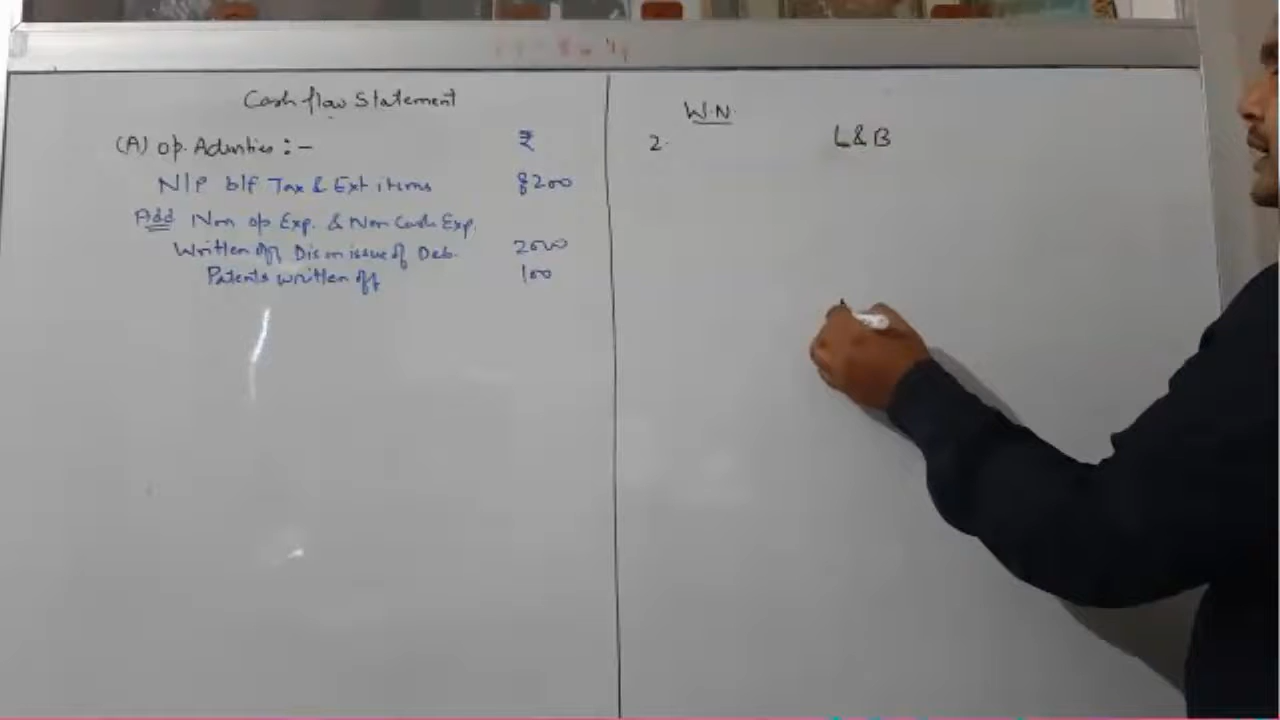 Cash flow Statement
(A) Op. Activities :- ₹
N/P b/f Tax & Ext items 8200
Add Non op Exp. & Non Cash Exp.
Written off Dis on issue of Deb. 2000
Patents written off 100
W.N.
2. L & B